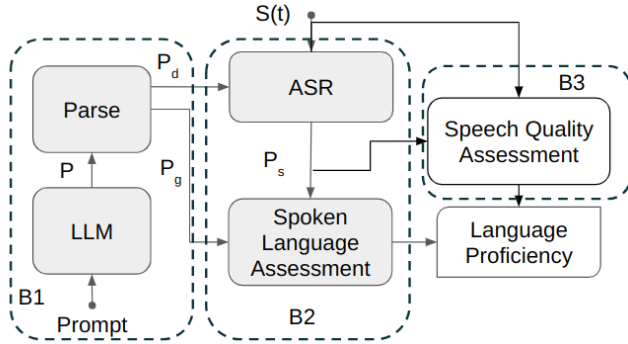 S(t)
P_d
B3
Parse
ASR
Speech Quality
Assessment
P
P_g
P_s
LLM
Spoken
Language
Assessment
Language
Proficiency
B1
B2
Prompt